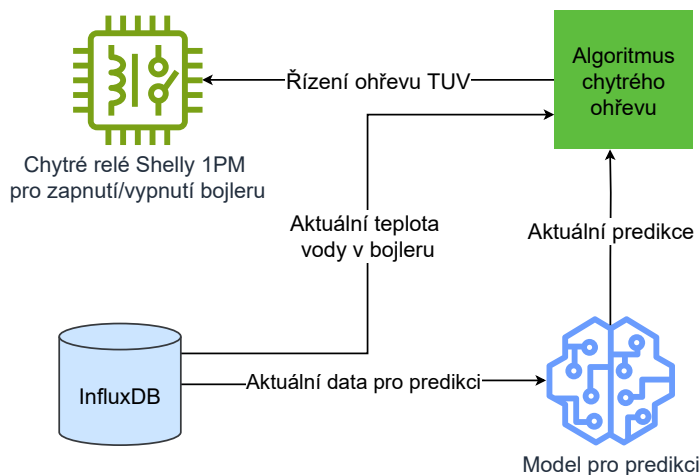 Algoritmus
chytrého
ohřevu
Řízení ohřevu TUV
Chytré relé Shelly 1PM
pro zapnutí/vypnutí bojleru
Aktuální teplota
vody v bojleru
Aktuální predikce
InfluxDB
Aktuální data pro predikci
Model pro predikci